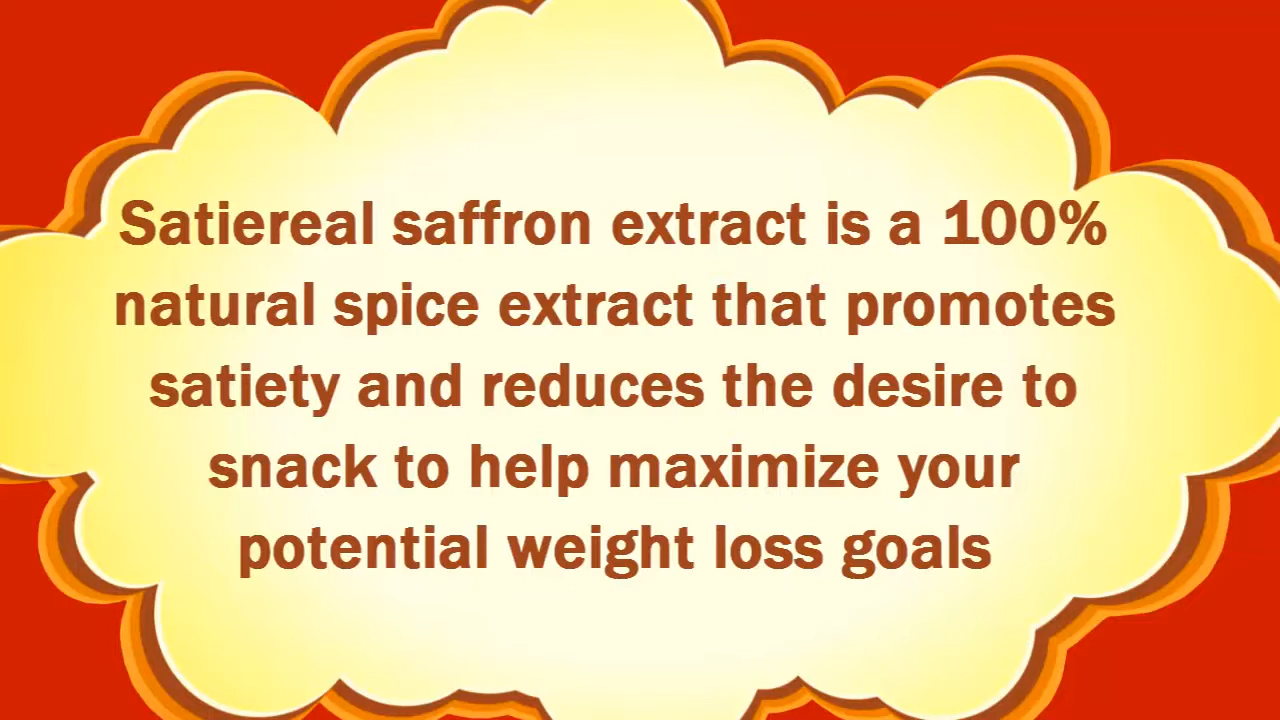 Satiereal saffron extract is a 100%
natural spice extract that promotes
satiety and reduces the desire to
snack to help maximize your
potential weight loss goals